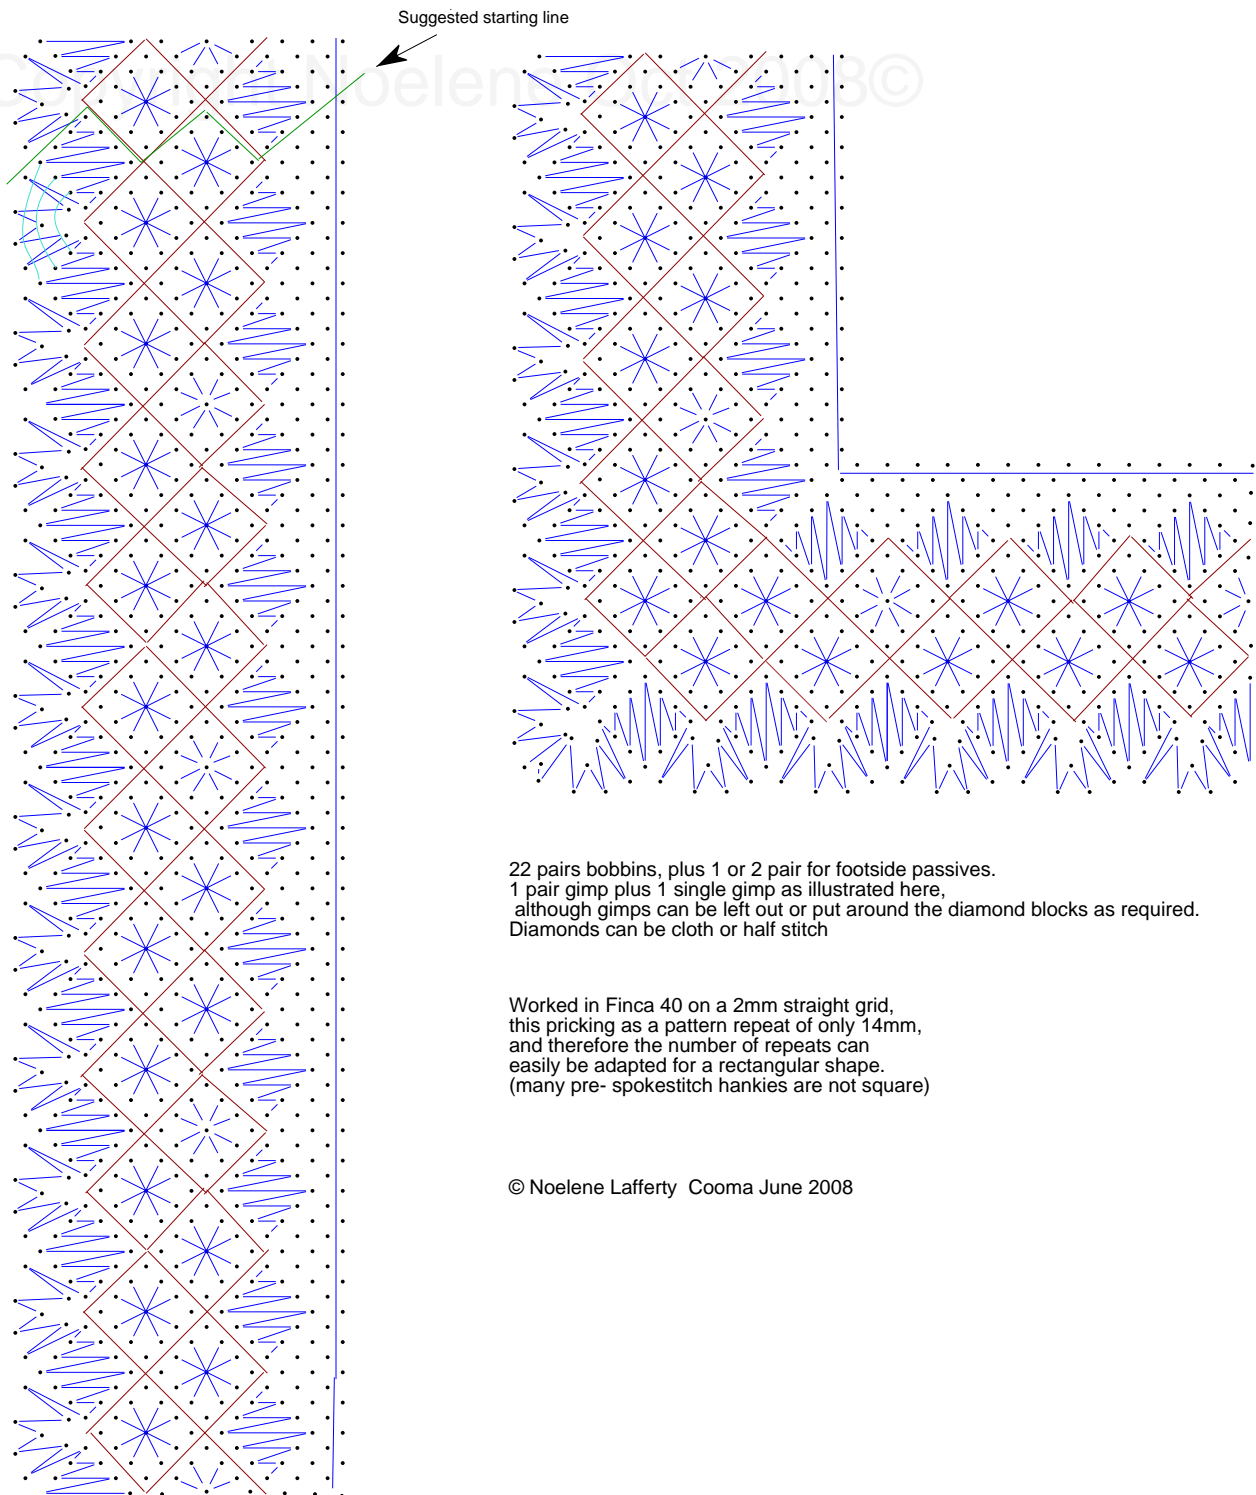 Suggested starting line
Copyright Noelene Oct 2008©
22 pairs bobbins, plus 1 or 2 pair for footside passives.
1 pair gimp plus 1 single gimp as illustrated here,
although gimps can be left out or put around the diamond blocks as required.
Diamonds can be cloth or half stitch
Worked in Finca 40 on a 2mm straight grid,
this pricking as a pattern repeat of only 14mm,
and therefore the number of repeats can
easily be adapted for a rectangular shape.
(many pre- spokestitch hankies are not square)
© Noelene Lafferty Cooma June 2008